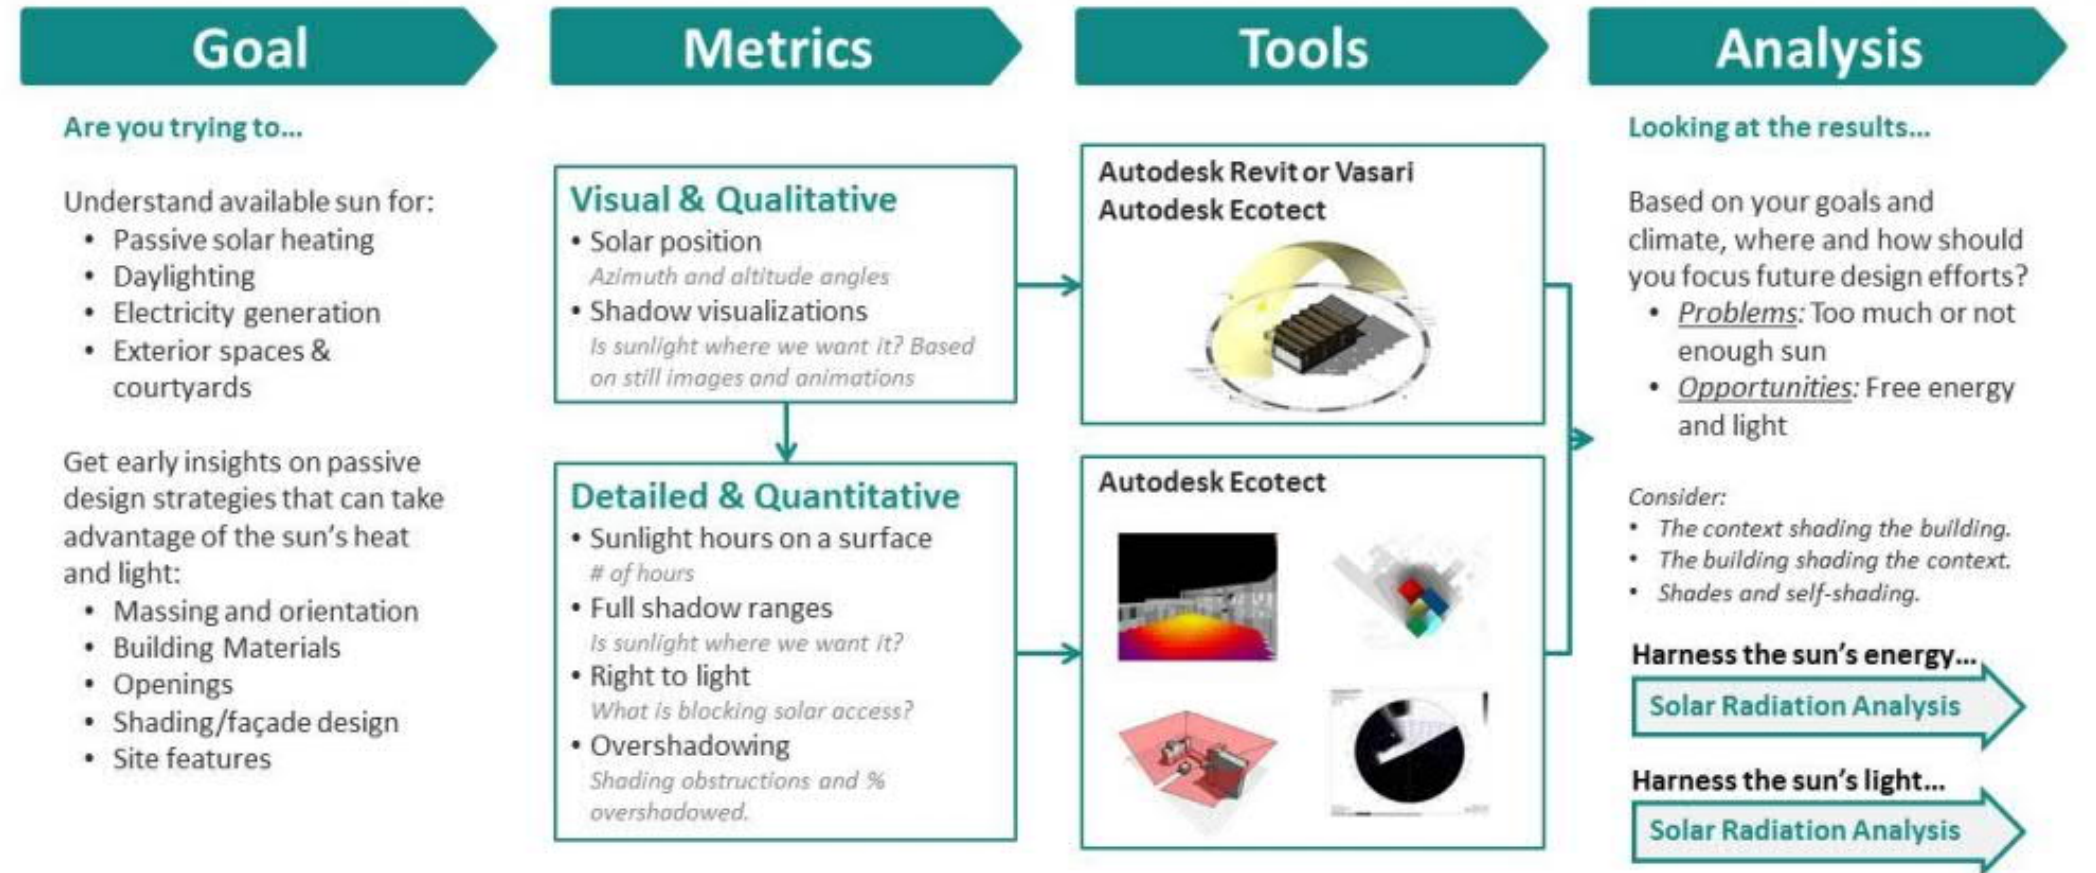 Goal
Metrics
Tools
Analysis
Are you trying to...
Understand available sun for:
• Passive solar heating
• Daylighting
• Electricity generation
• Exterior spaces &
courtyards
Get early insights on passive
design strategies that can take
advantage of the sun's heat
and light:
• Massing and orientation
• Building Materials
• Openings
• Shading/façade design
• Site features
Visual & Qualitative
• Solar position
Azimuth and altitude angles
• Shadow visualizations
Is sunlight where we want it? Based
on still images and animations
Detailed & Quantitative
• Sunlight hours on a surface
# of hours
• Full shadow ranges
Is sunlight where we want it?
• Right to light
What is blocking solar access?
• Overshadowing
Shading obstructions and %
overshadowed.
Autodesk Revit or Vasari
Autodesk Ecotect
Autodesk Ecotect
Looking at the results...
Based on your goals and
climate, where and how should
you focus future design efforts?
• Problems: Too much or not
enough sun
• Opportunities: Free energy
and light
Consider:
• The context shading the building.
• The building shading the context.
• Shades and self-shading.
Harness the sun's energy...
Solar Radiation Analysis
Harness the sun's light...
Solar Radiation Analysis